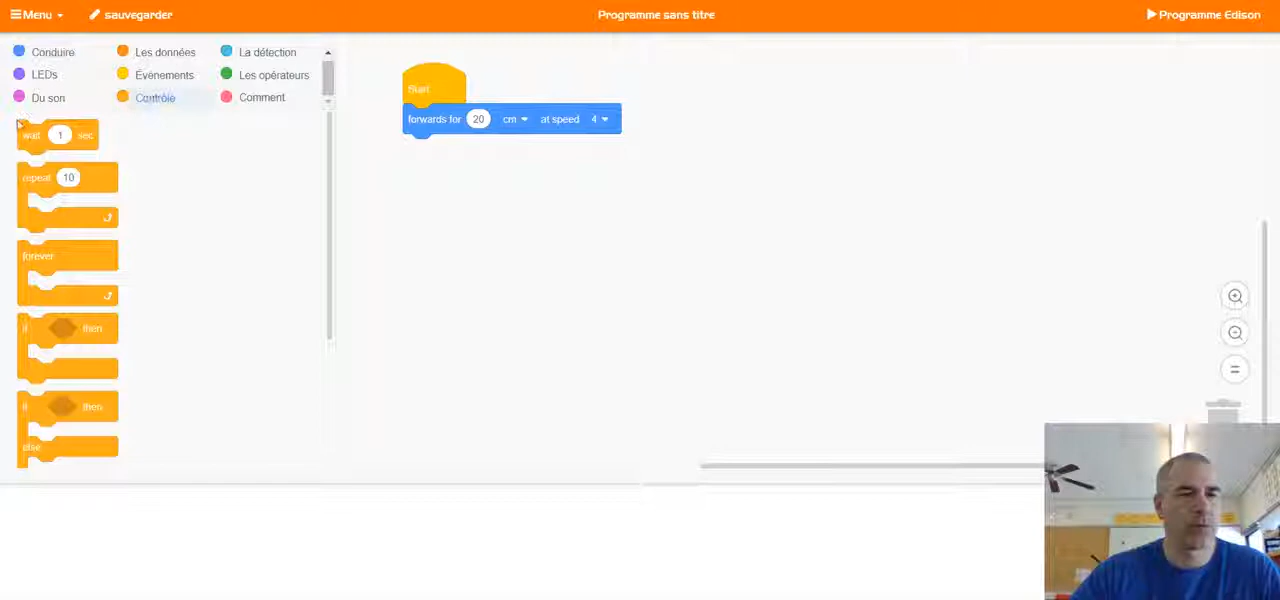 Menu sauvegarder Programme sans titre Programme Edison
Conduire Les données La détection
LEDs Événements Les opérateurs
Du son Contrôle Comment
wait 1 sec
repeat 10
forever
if then
if then
else
Start
forwards for 20 cm at speed 4